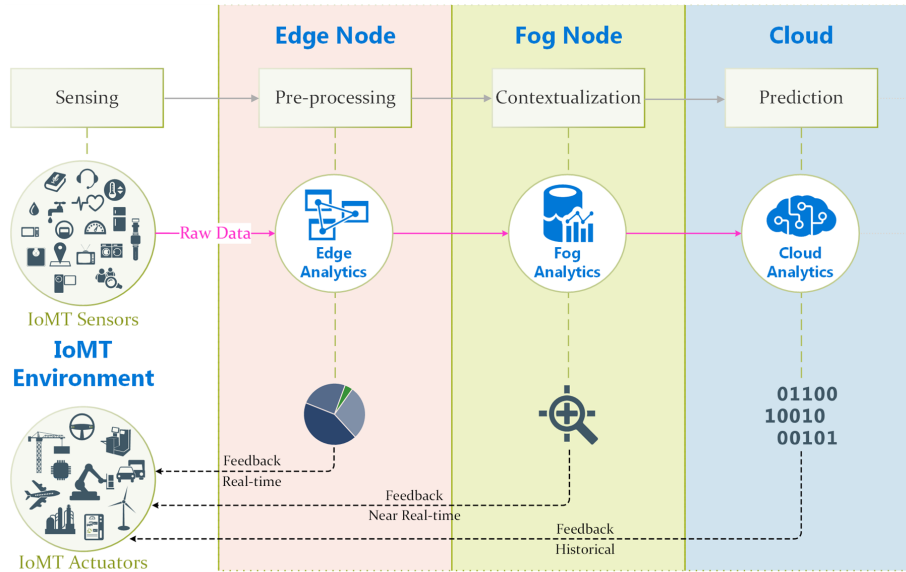 Edge Node
Fog Node
Cloud
Sensing
Pre-processing
Contextualization
Prediction
Raw Data
Edge
Analytics
Fog
Analytics
Cloud
Analytics
IoMT Sensors
IoMT
Environment
01100
10010
00101
Feedback
Real-time
Feedback
Near Real-time
Feedback
Historical
IoMT Actuators